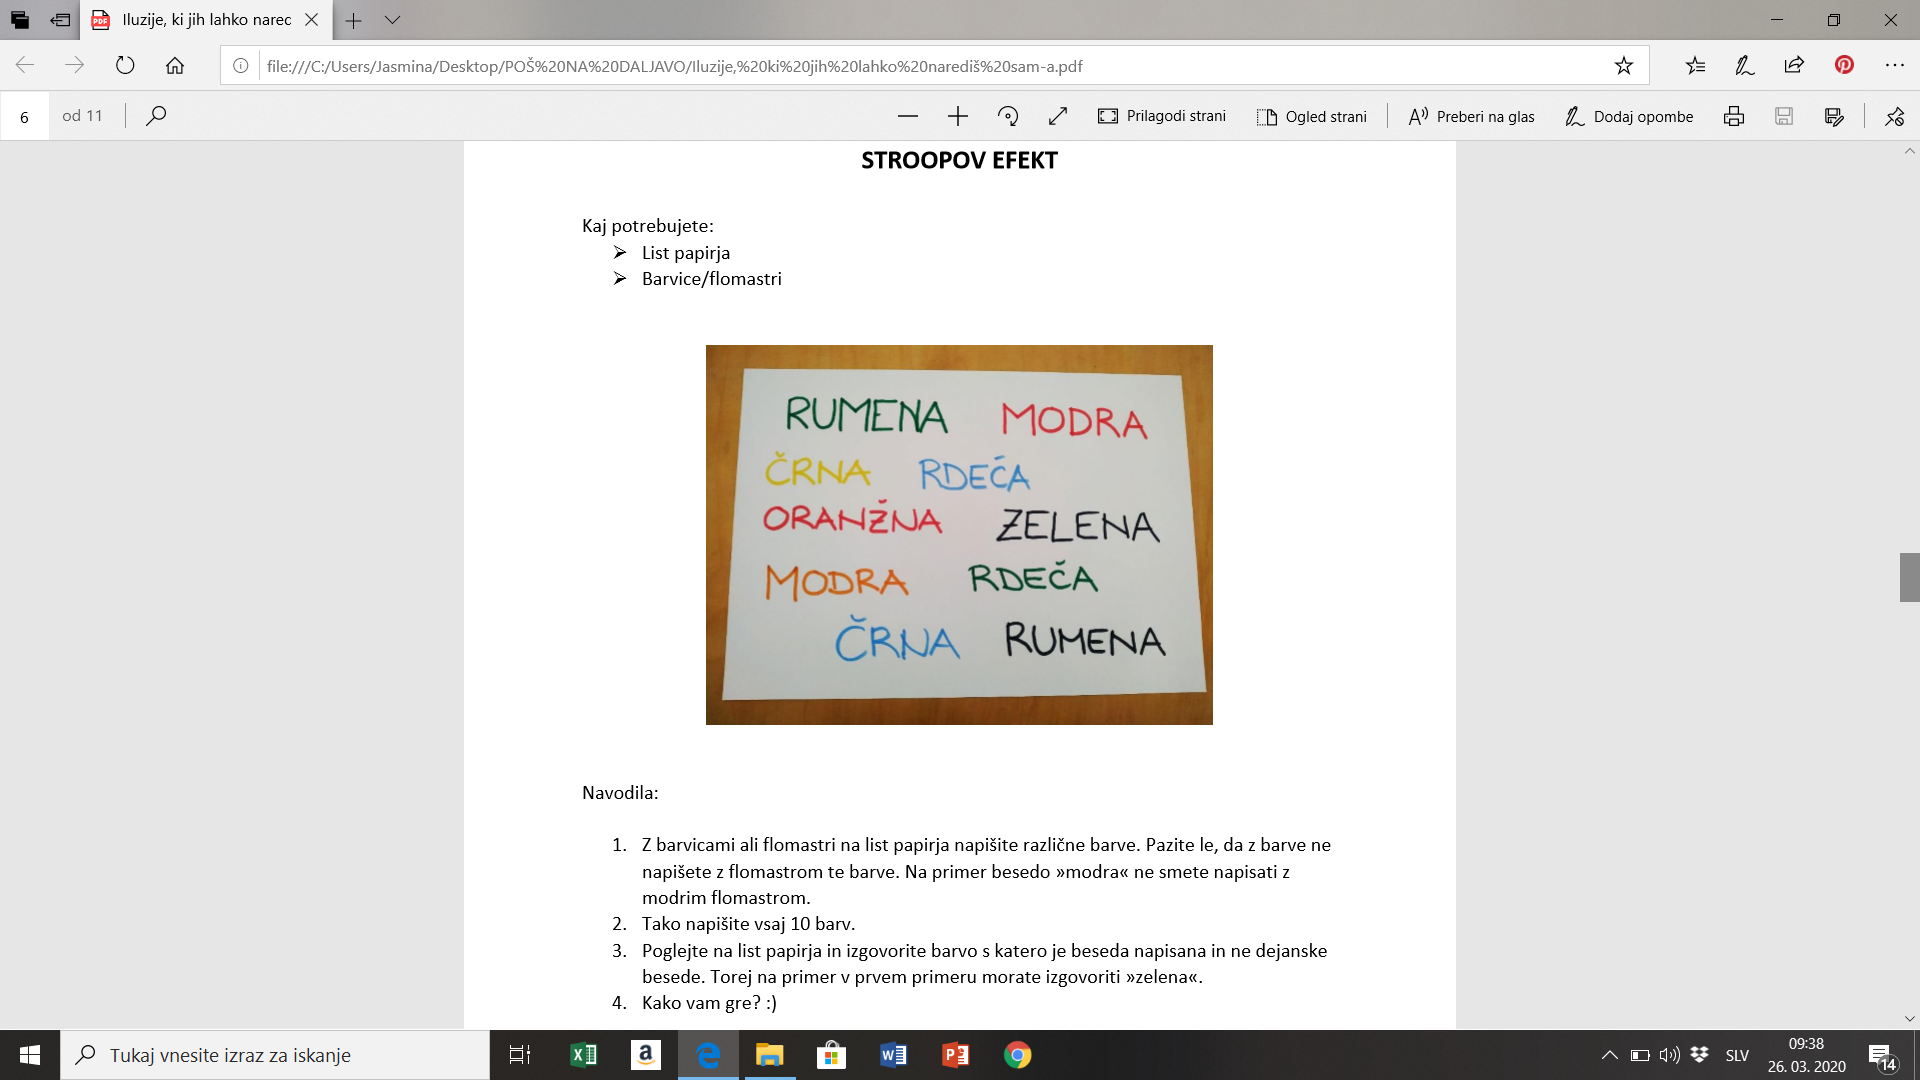 Iluzije, ki jih lahko narec
file:///C:/Users/Jasmina/Desktop/POŠ%20NA%20DALJAVO/Iluzije,%20ki%20jih%20lahko%20narediš%20sam-a.pdf
6 od 11 Prilagodi strani Ogled strani Preberi na glas Dodaj opombe
STROOPOV EFEKT
Kaj potrebujete:
List papirja
Barvice/flomastri
RUMENA MODRA
ČRNA RDEČA
ORANŽNA ZELENA
MODRA RDEČA
ČRNA RUMENA
Navodila:
1. Z barvicami ali flomastri na list papirja napišite različne barve. Pazite le, da z barve ne
napišete z flomastrom te barve. Na primer besedo »modra« ne smete napisati z
modrim flomastrom.
2. Tako napišite vsaj 10 barv.
3. Poglejte na list papirja in izgovorite barvo s katero je beseda napisana in ne dejanske
besede. Torej na primer v prvem primeru morate izgovoriti »zelena«.
4. Kako vam gre? :)
Tukaj vnesite izraz za iskanje
SLV
09:38
26. 03. 2020
14